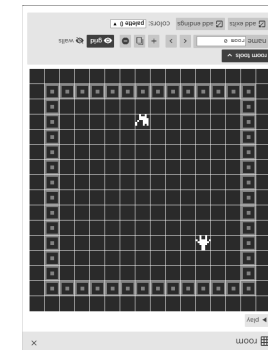 room ×
play
room tools
name room 0 < > +
grid walls
add exits add endings colors: palette 0